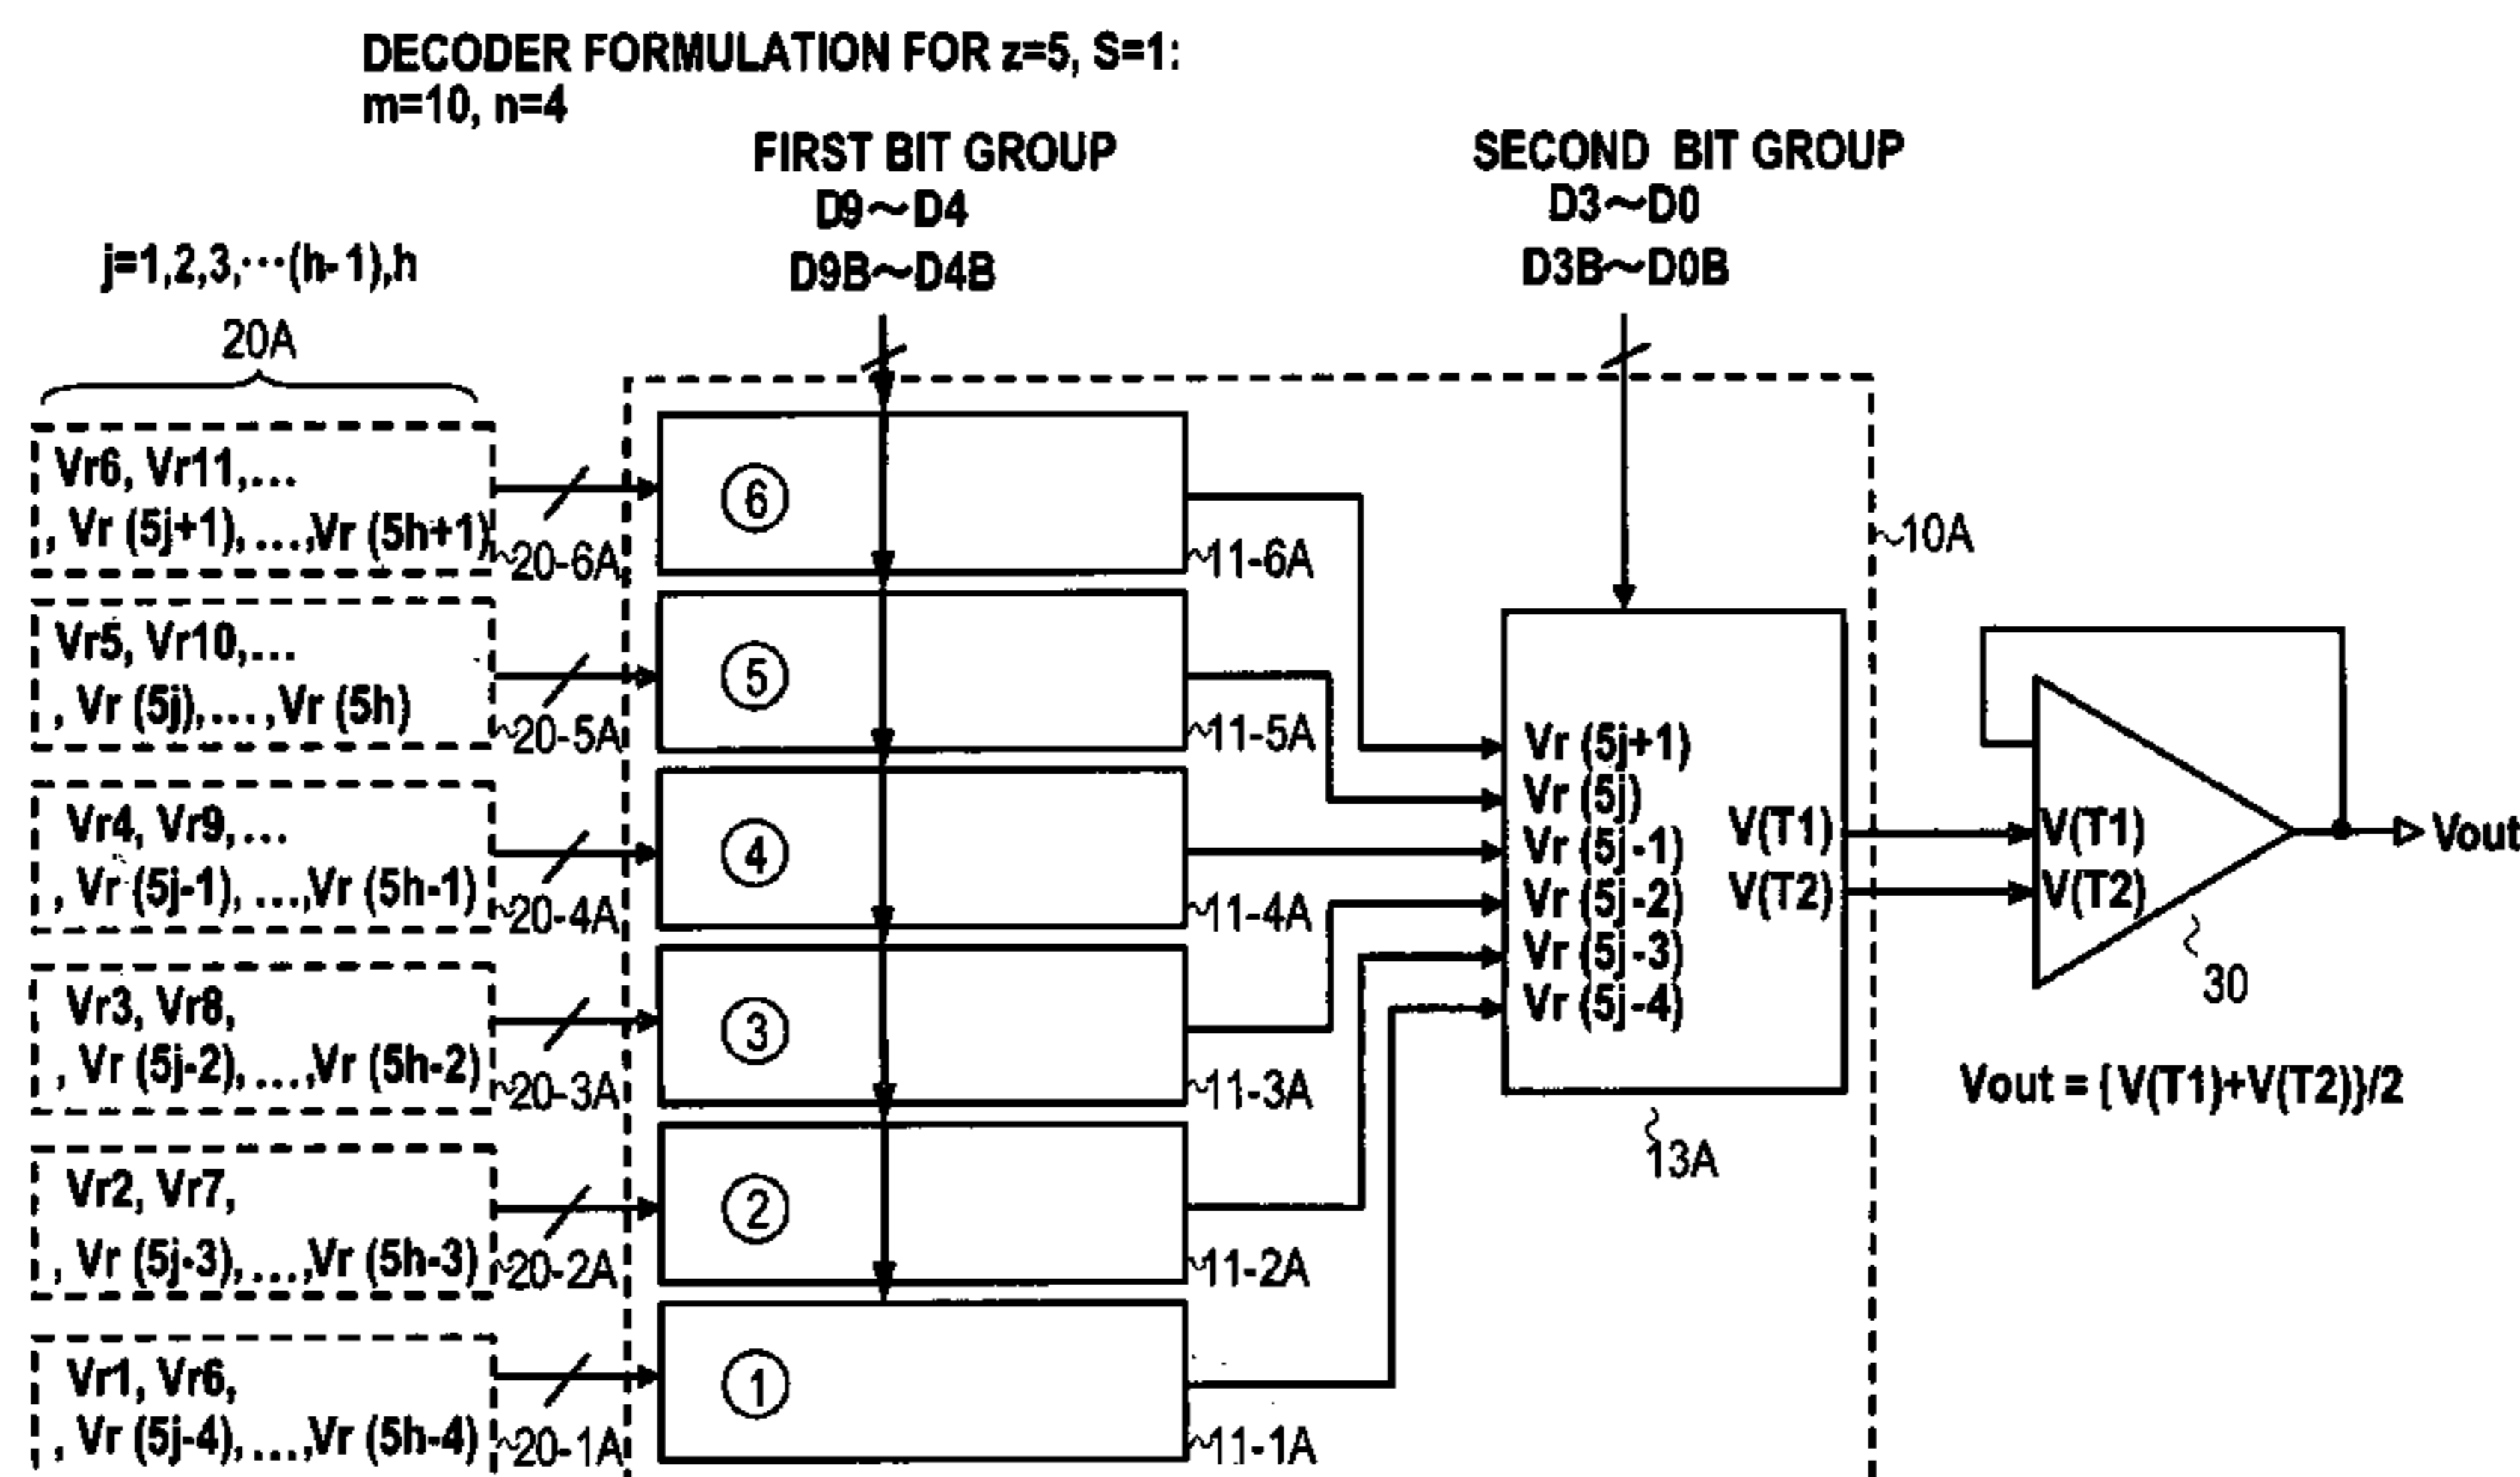 DECODER FORMULATION FOR z=5, S=1:
m=10, n=4
FIRST BIT GROUP
D9~D4
D9B~D4B
SECOND BIT GROUP
D3~D0
D3B~D0B
j=1,2,3,···(h-1),h
20A
Vr6, Vr11,...
, Vr (5j+1),...,Vr (5h+1)
20-6A
⑥
11-6A
10A
Vr5, Vr10,...
, Vr (5j),...,Vr (5h)
20-5A
⑤
11-5A
Vr4, Vr9,...
, Vr (5j-1), ...,Vr (5h-1)
20-4A
④
11-4A
Vr3, Vr8,
, Vr (5j-2),...,Vr (5h-2)
20-3A
③
11-3A
Vr2, Vr7,
, Vr (5j-3),...,Vr (5h-3)
20-2A
②
11-2A
Vr1, Vr6,
, Vr (5j-4),...,Vr (5h-4)
20-1A
①
11-1A
Vr (5j+1)
Vr (5j)
Vr (5j-1)
Vr (5j-2)
Vr (5j-3)
Vr (5j-4)
V(T1)
V(T2)
13A
V(T1)
V(T2)
Vout
30
Vout = {V(T1)+V(T2)}/2